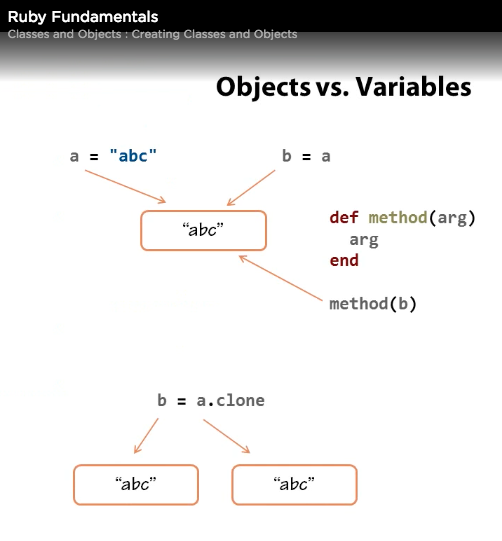 Ruby Fundamentals
Classes and Objects : Creating Classes and Objects
Objects vs. Variables
a = "abc"
b = a
“abc”
def method(arg)
arg
end
method(b)
b = a.clone
“abc”
“abc”